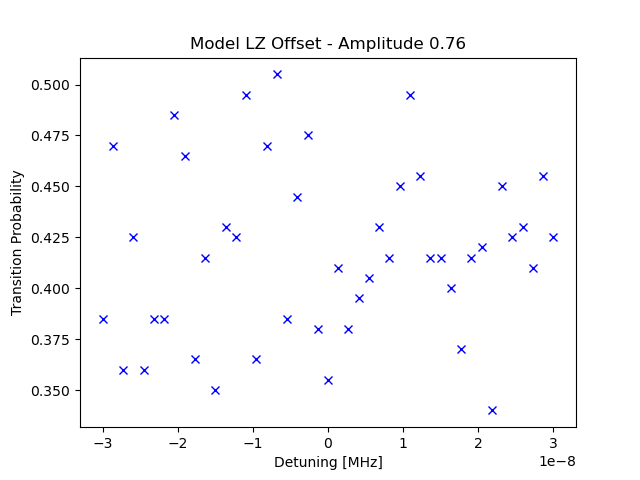 Model LZ Offset - Amplitude 0.76
0.500
0.475
0.450
0.425
0.400
0.375
0.350
Transition Probability
−3 −2 −1 0 1 2 3
1e−8
Detuning [MHz]